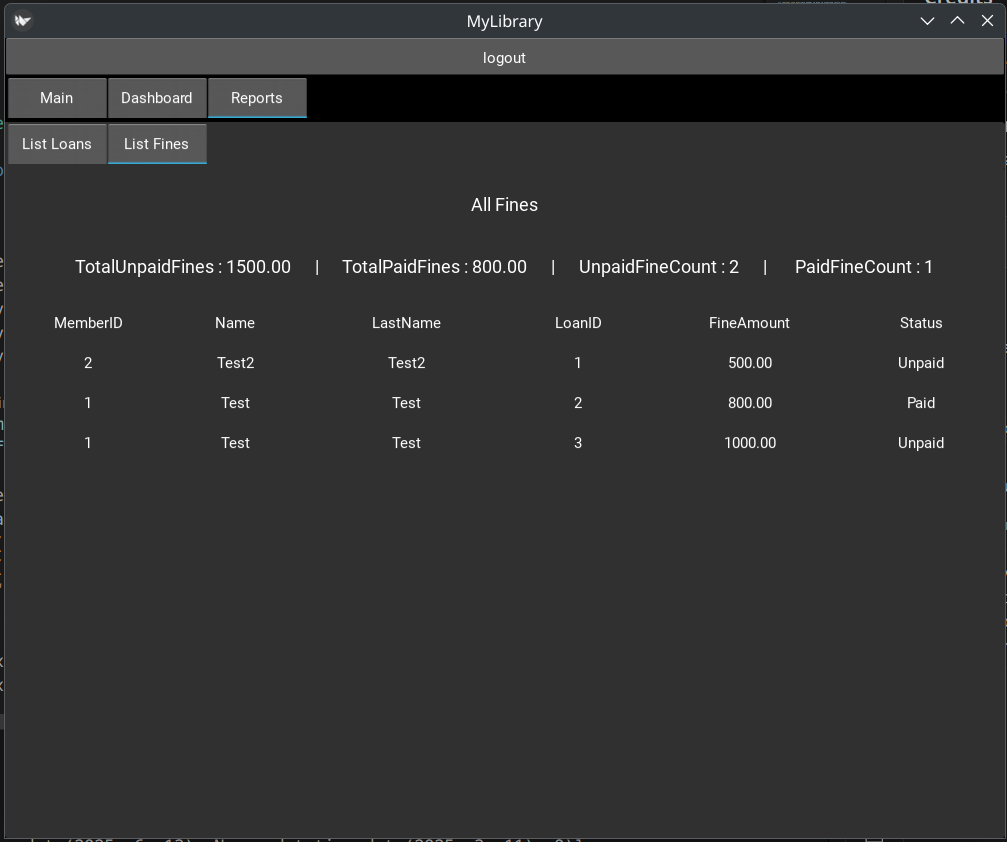 MyLibrary
logout
Main Dashboard Reports
List Loans List Fines
All Fines
TotalUnpaidFines : 1500.00 | TotalPaidFines : 800.00 | UnpaidFineCount : 2 | PaidFineCount : 1
MemberID Name LastName LoanID FineAmount Status
2 Test2 Test2 1 500.00 Unpaid
1 Test Test 2 800.00 Paid
1 Test Test 3 1000.00 Unpaid